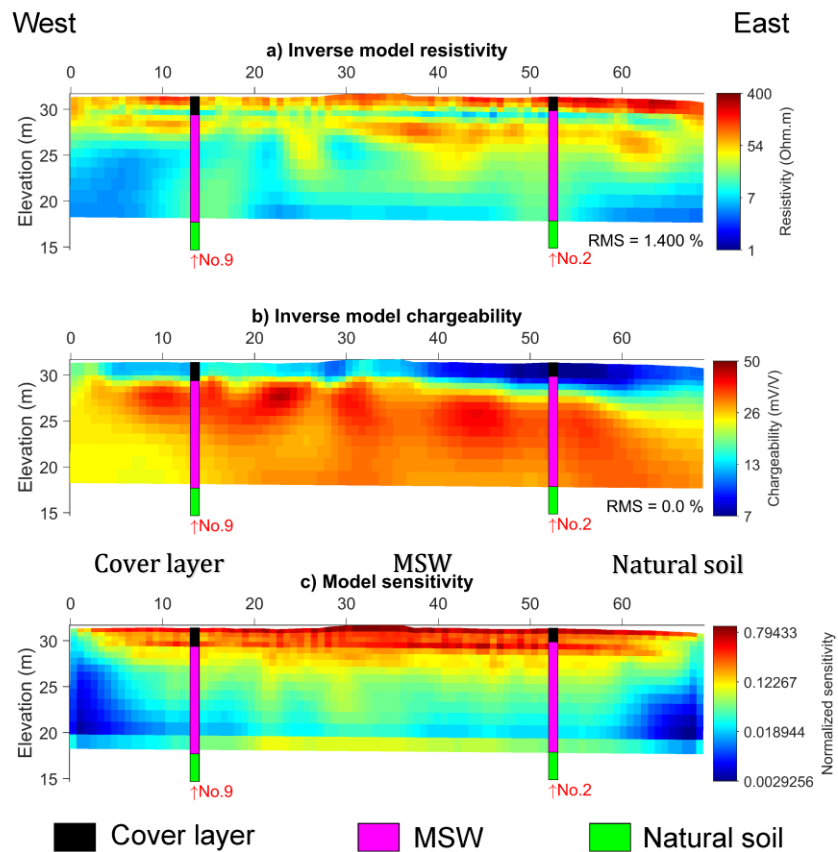 West East
a) Inverse model resistivity
0 10 20 30 40 50 60
30
25
20
15
Elevation (m)
400
54
7
1
Resistivity (Ohm.m)
RMS = 1.400 %
↑No.9 ↑No.2
b) Inverse model chargeability
0 10 20 30 40 50 60
30
25
20
15
Elevation (m)
50
26
13
7
Chargeability (mV/V)
RMS = 0.0 %
↑No.9 ↑No.2
Cover layer MSW Natural soil
c) Model sensitivity
0 10 20 30 40 50 60
30
25
20
15
Elevation (m)
0.79433
0.12267
0.018944
0.0029256
Normalized sensitivity
↑No.9 ↑No.2
Cover layer MSW Natural soil